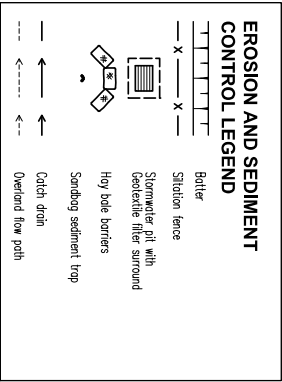 EROSION AND SEDIMENT
CONTROL LEGEND
Batter
Siltation fence
Stormwater pit with
Geotextile filter surround
Hay bale barriers
Sandbag sediment trap
Catch drain
Overland flow path